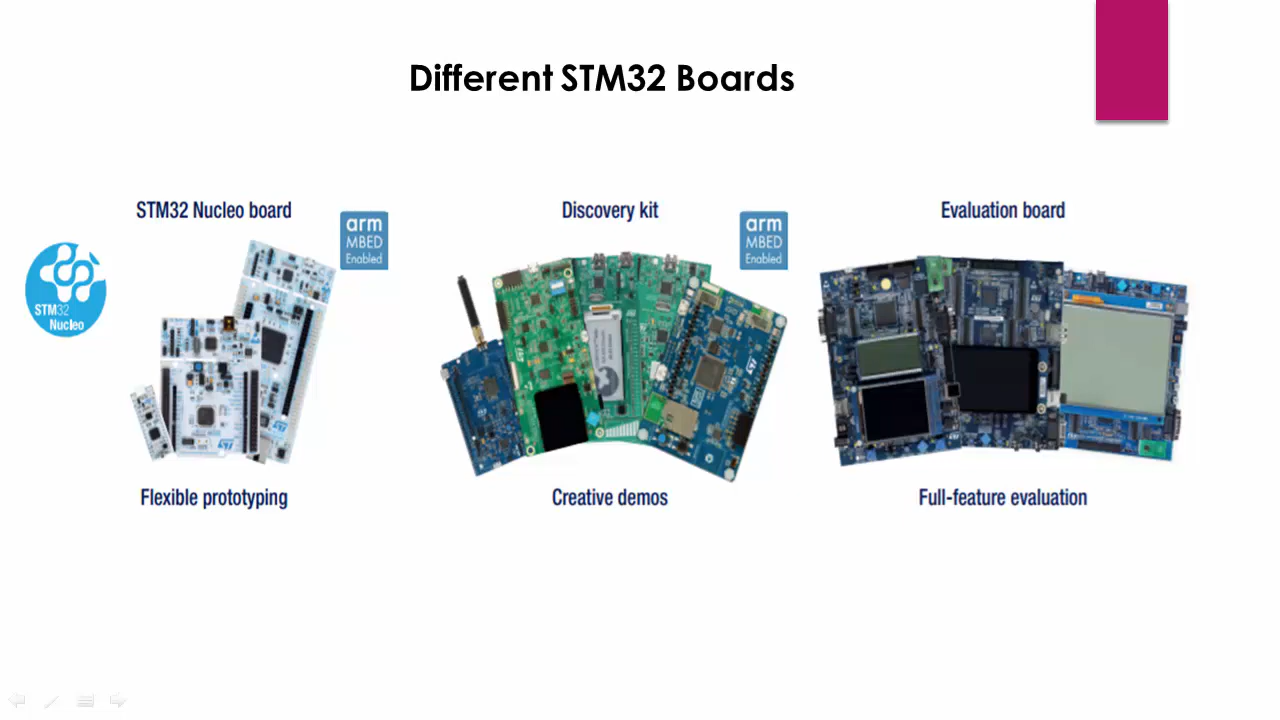 Different STM32 Boards
STM32 Nucleo board
arm
MBED
Enabled
STM32
Nucleo
Flexible prototyping
Discovery kit
arm
MBED
Enabled
Creative demos
Evaluation board
Full-feature evaluation